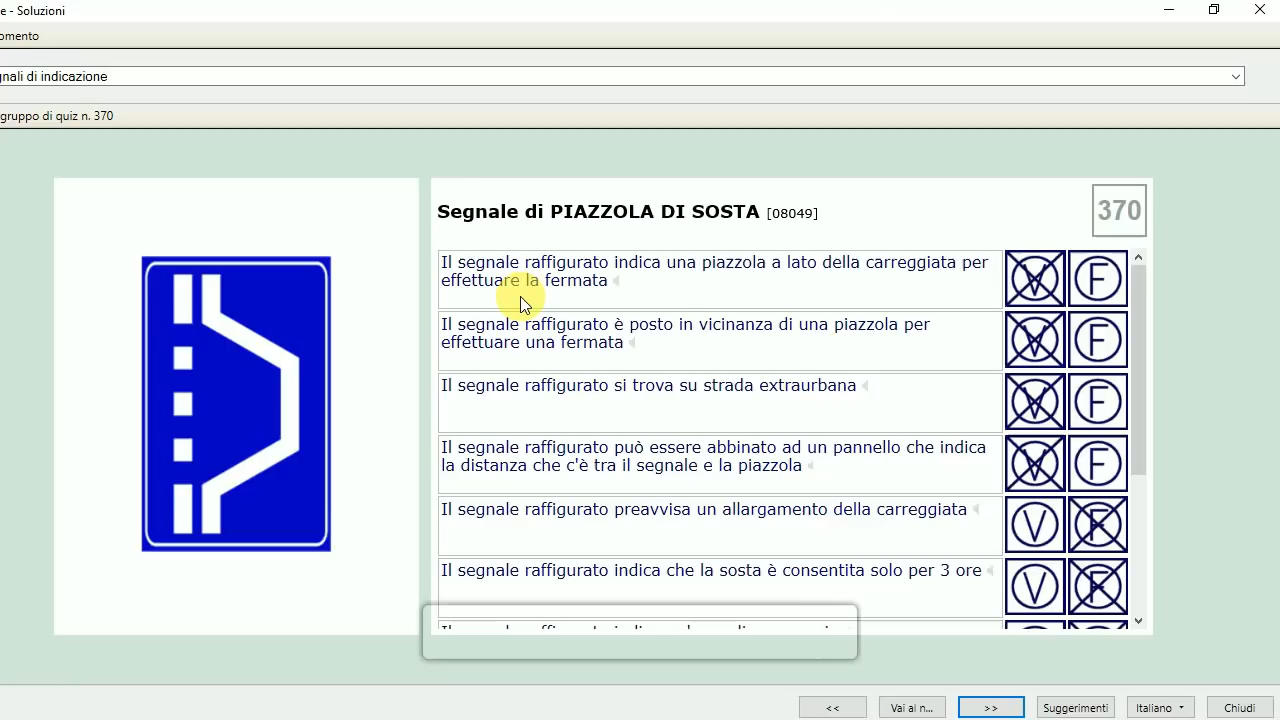 e - Soluzioni
omento
gnali di indicazione
gruppo di quiz n. 370
Segnale di PIAZZOLA DI SOSTA [08049]
370
Il segnale raffigurato indica una piazzola a lato della carreggiata per
effettuare la fermata
V F
Il segnale raffigurato è posto in vicinanza di una piazzola per
effettuare una fermata
V F
Il segnale raffigurato si trova su strada extraurbana
V F
Il segnale raffigurato può essere abbinato ad un pannello che indica
la distanza che c'è tra il segnale e la piazzola
V F
Il segnale raffigurato preavvisa un allargamento della carreggiata
V F
Il segnale raffigurato indica che la sosta è consentita solo per 3 ore
V F
<< Vai al n... >> Suggerimenti Italiano Chiudi